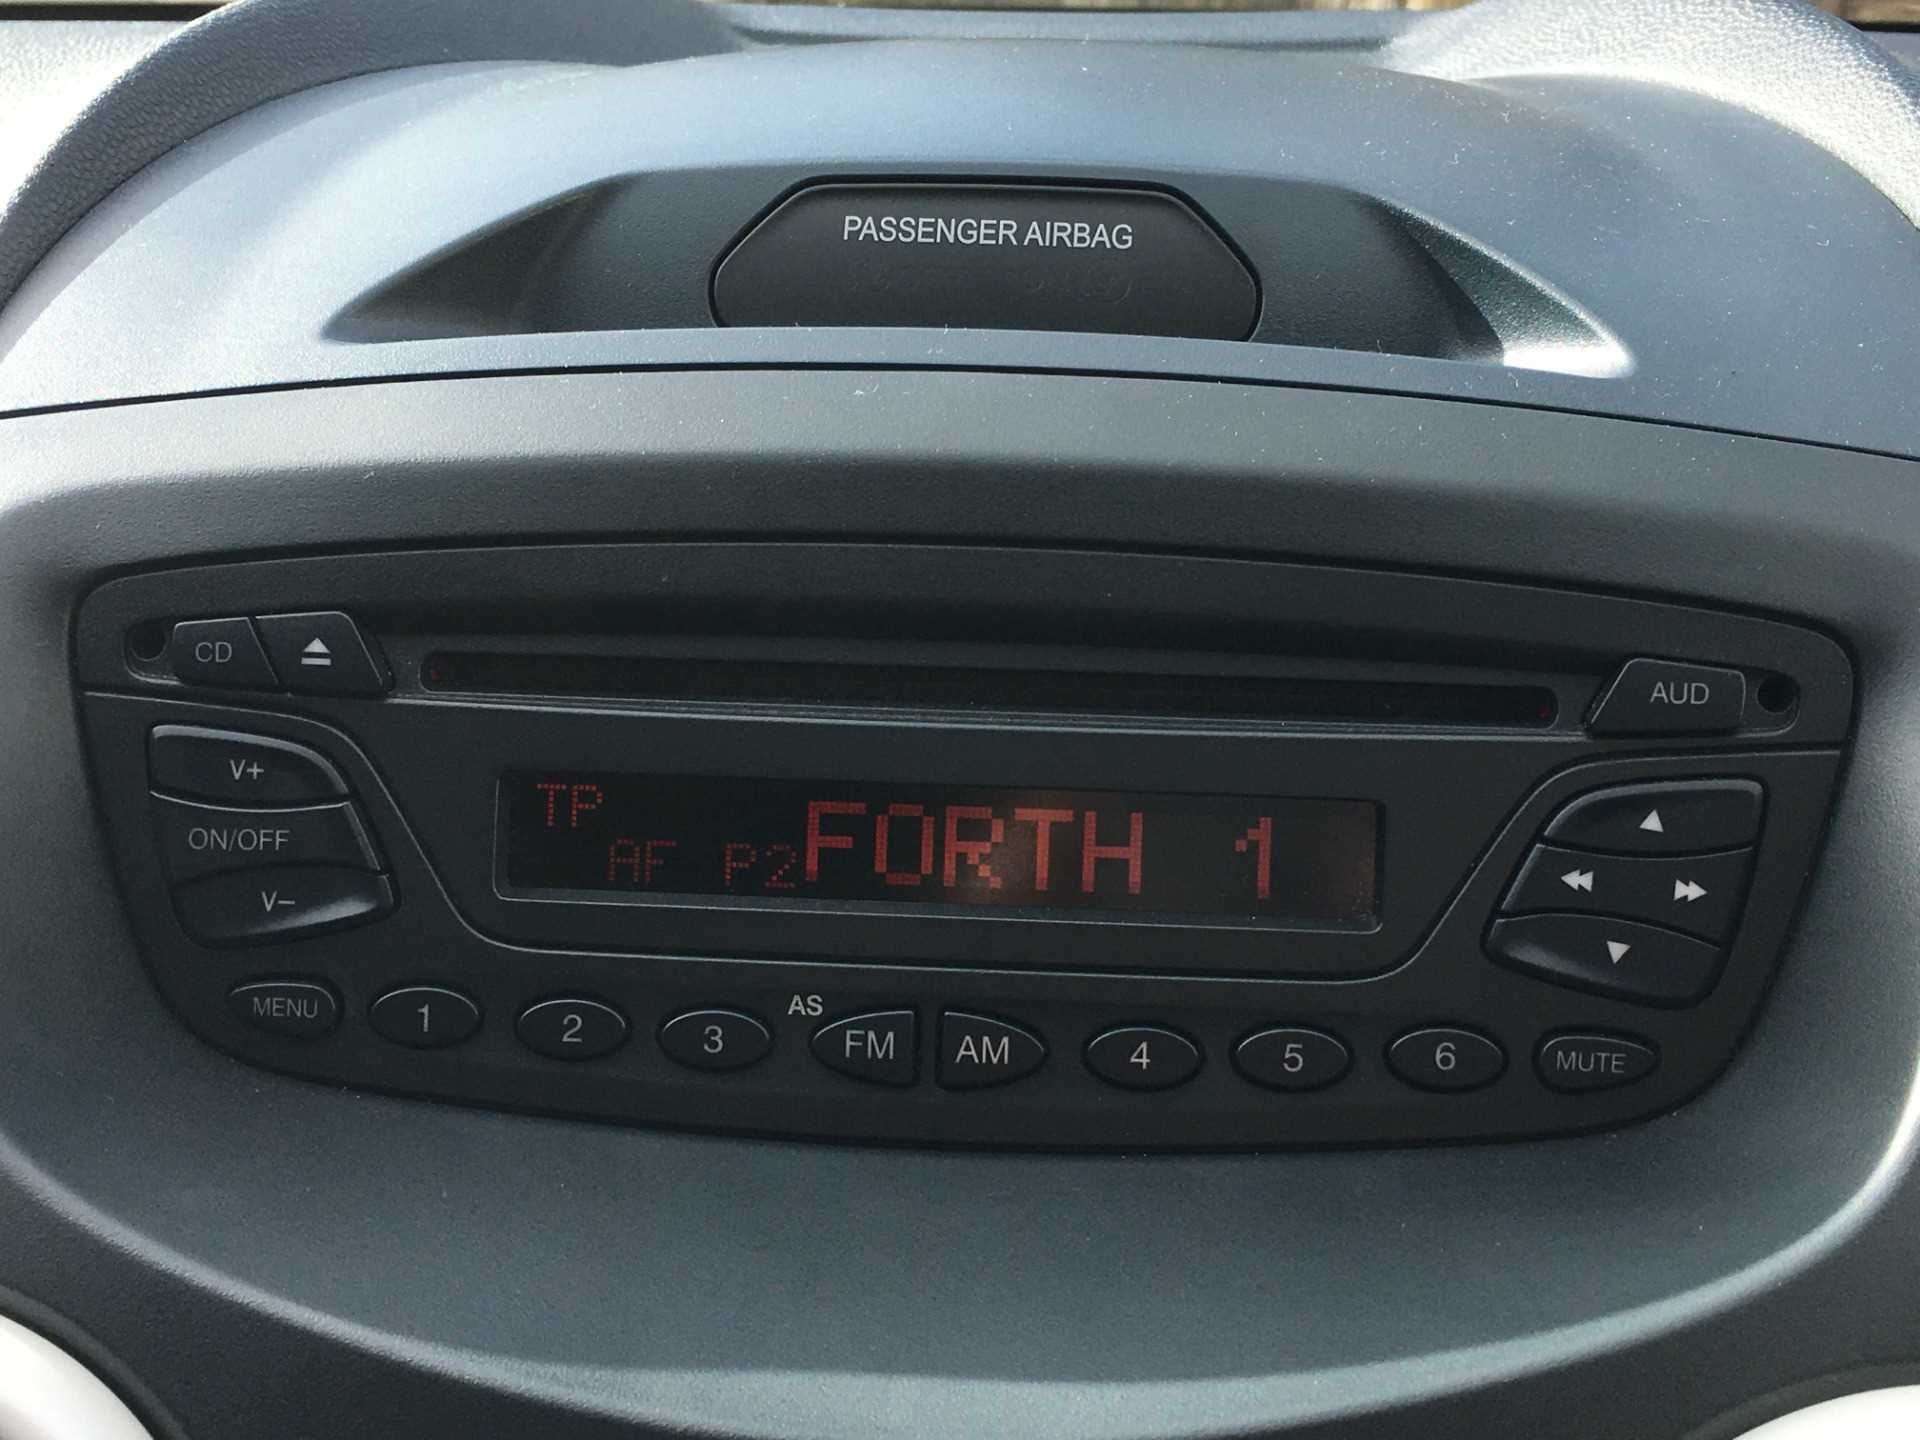 PASSENGER AIRBAG
CD
AUD
V+
ON/OFF
V–
TP
AF P2 FORTH 1
MENU 1 2 3 AS FM AM 4 5 6 MUTE